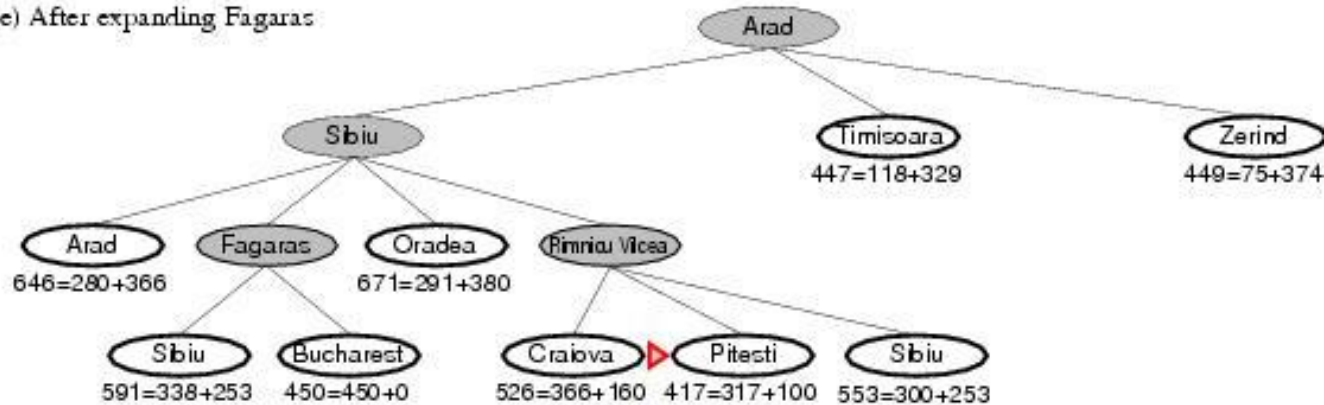 e) After expanding Fagaras
Arad
Sibiu
Timisoara
Zerind
447=118+329
449=75+374
Arad
Fagaras
Oradea
Rimnicu Vilcea
646=280+366
671=291+380
Sibiu
Bucharest
Craiova
Pitesti
Sibiu
591=338+253
450=450+0
526=366+160
417=317+100
553=300+253